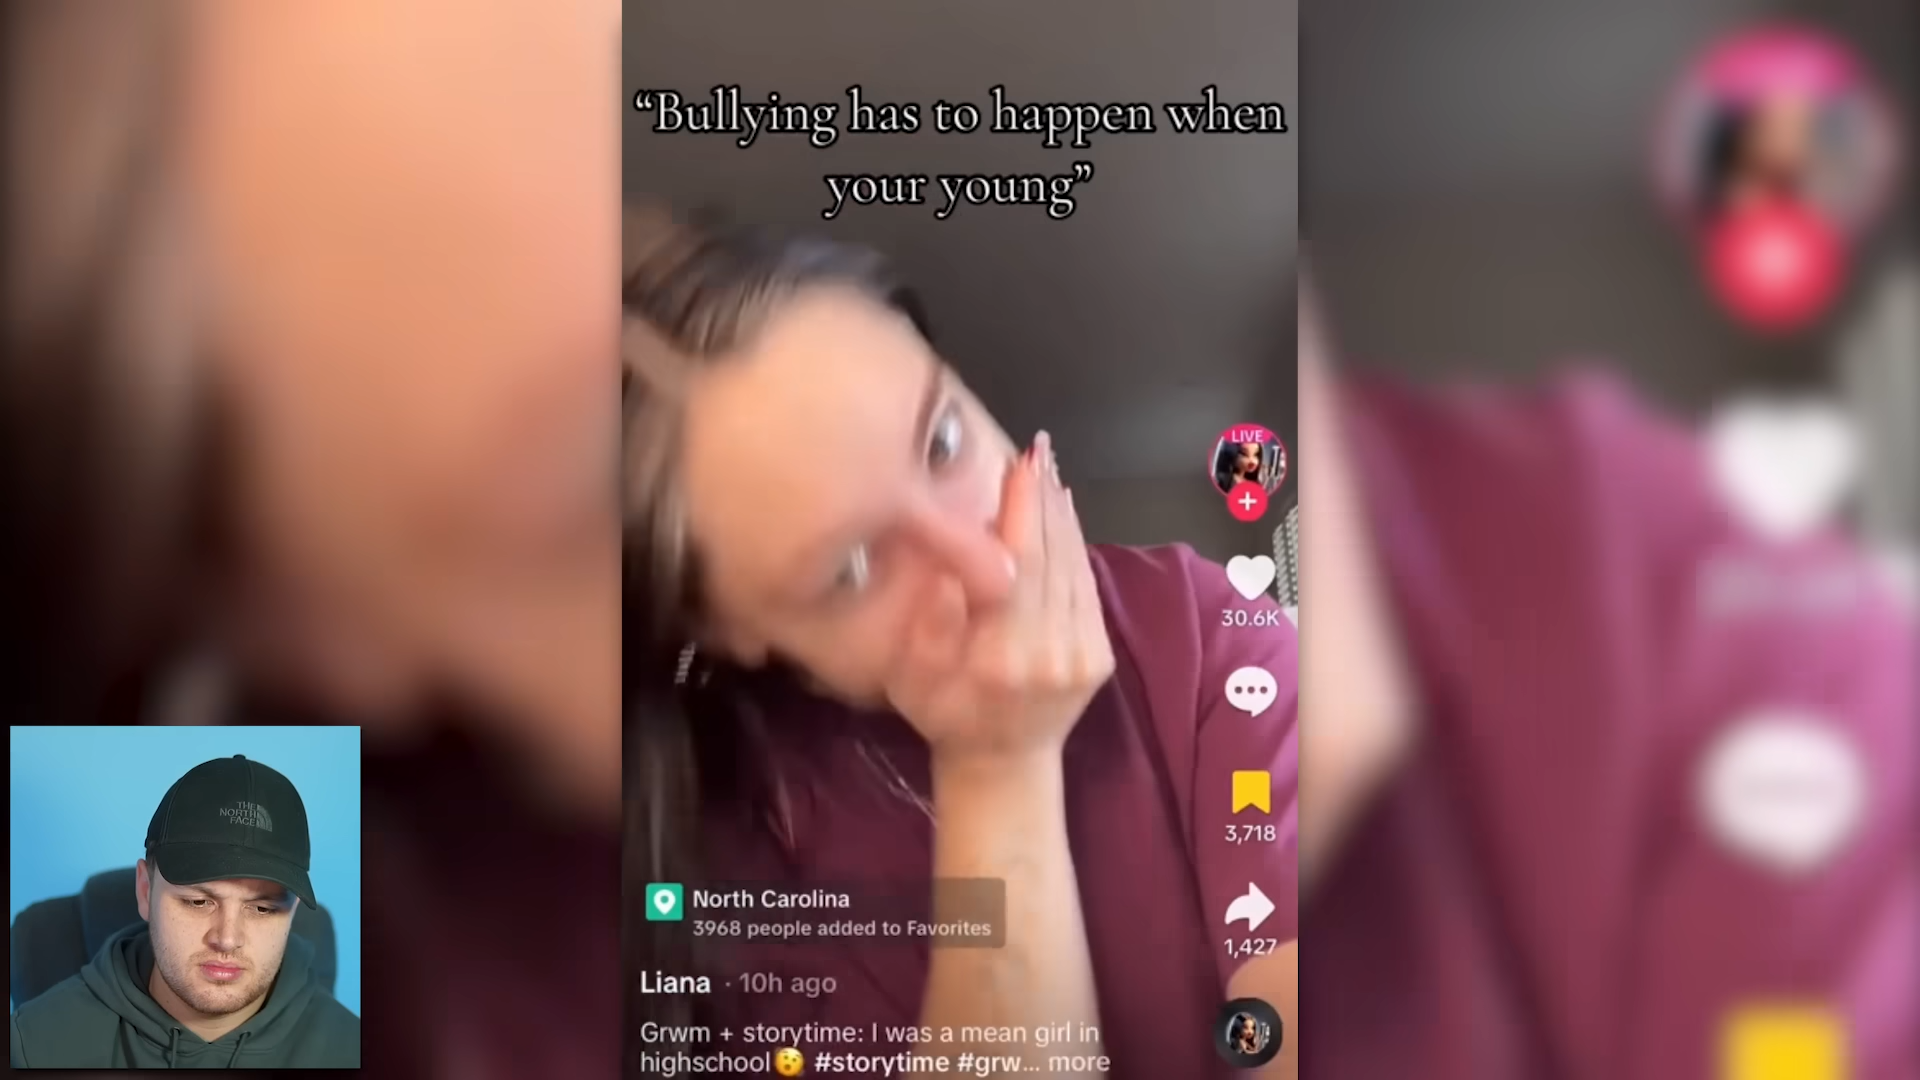 “Bullying has to happen when
your young”
LIVE
30.6K
3,718
North Carolina
3968 people added to Favorites
1,427
Liana · 10h ago
Grwm + storytime: I was a mean girl in
highschool😯 #storytime #grw... more
THE
NORTH
FACE